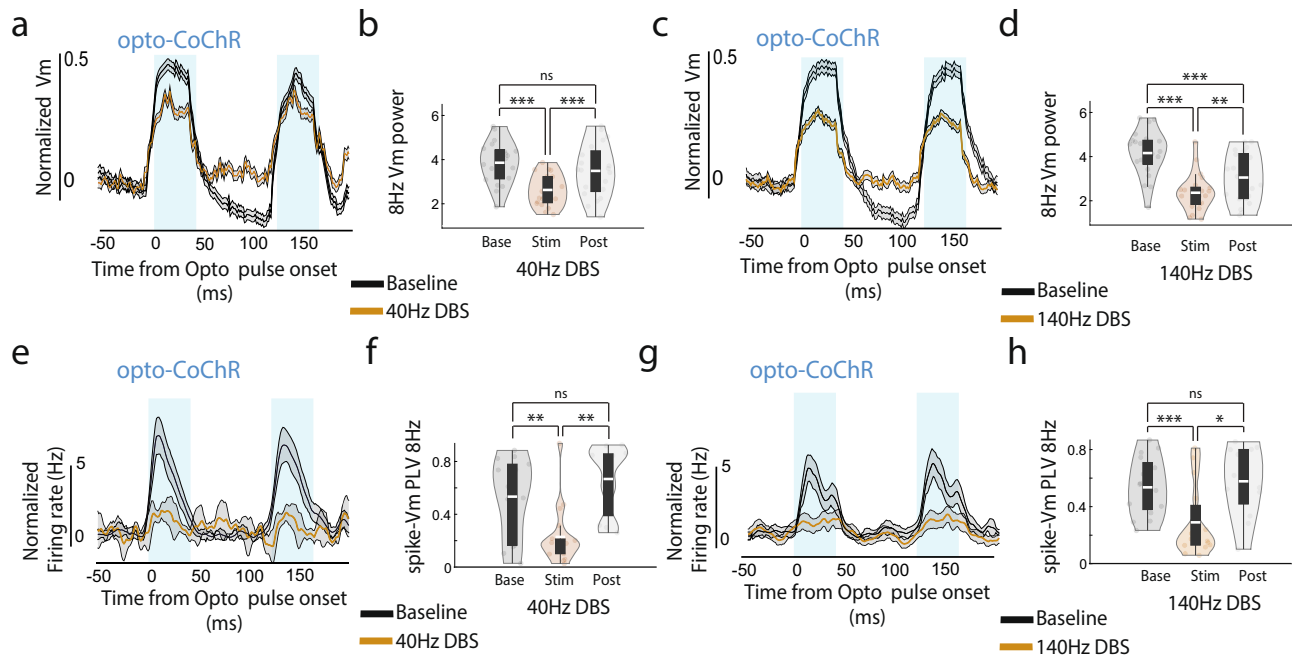 a
opto-CoChR
0.5
0
Normalized Vm
-50 0 50 100 150
Time from Opto pulse onset
(ms)
Baseline
40Hz DBS
b
ns
*** ***
6
4
2
8Hz Vm power
Base Stim Post
40Hz DBS
c
opto-CoChR
0.5
0
Normalized Vm
-50 0 50 100 150
Time from Opto pulse onset
(ms)
Baseline
140Hz DBS
d
***
*** **
6
4
2
8Hz Vm power
Base Stim Post
140Hz DBS
e
opto-CoChR
5
0
Normalized
Firing rate (Hz)
-50 0 50 100 150
Time from Opto pulse onset
(ms)
Baseline
40Hz DBS
f
ns
** **
0.8
0.4
0
spike-Vm PLV 8Hz
Base Stim Post
40Hz DBS
g
opto-CoChR
5
0
Normalized
Firing rate (Hz)
-50 0 50 100 150
Time from Opto pulse onset
(ms)
Baseline
140Hz DBS
h
ns
*** *
0.8
0.4
0
spike-Vm PLV 8Hz
Base Stim Post
140Hz DBS